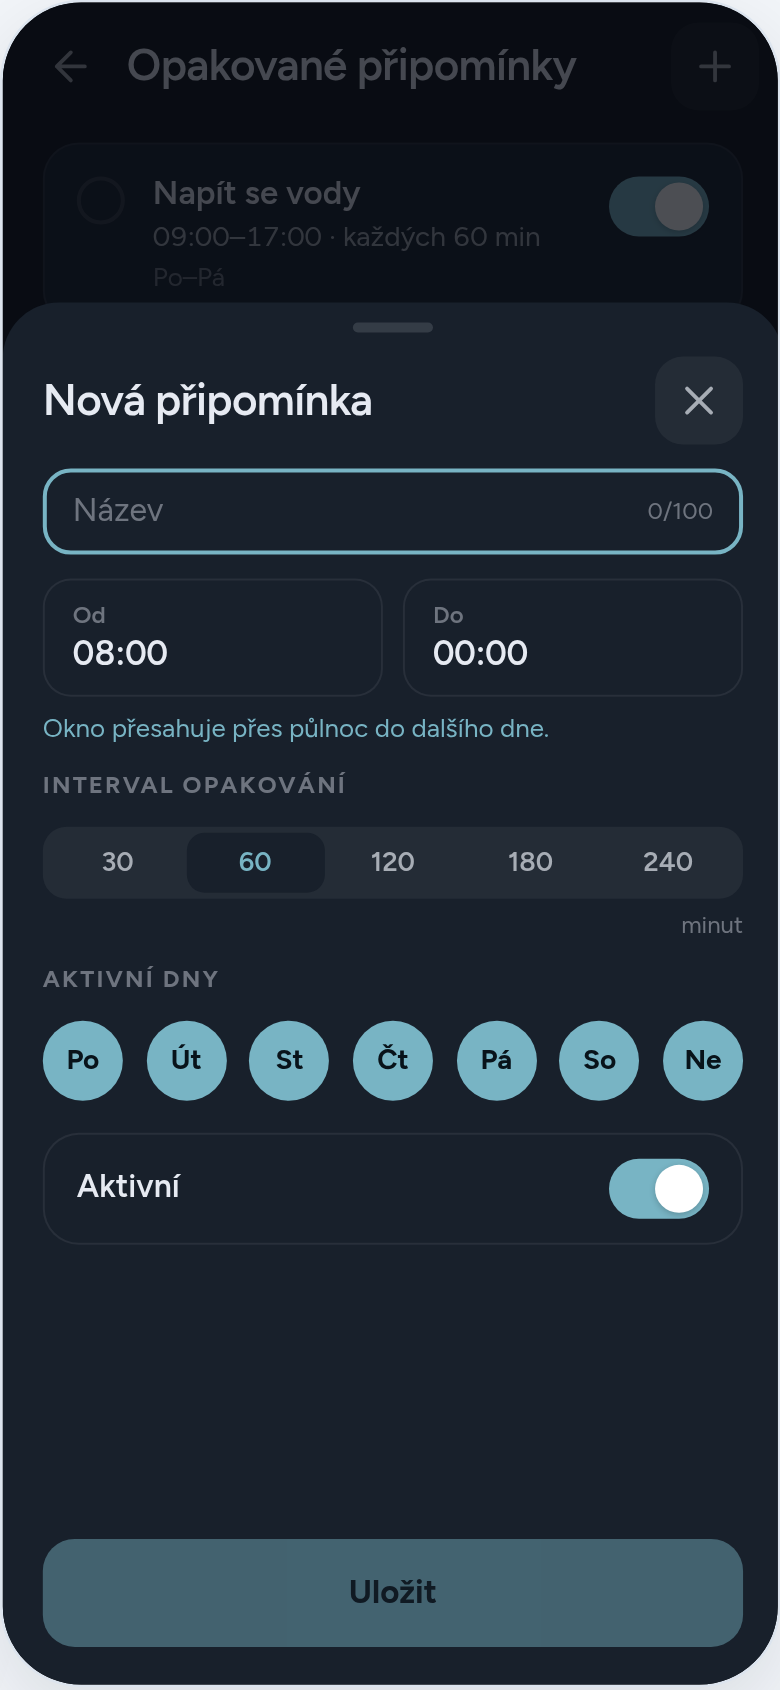 Opakované připomínky
Napít se vody
09:00–17:00 · každých 60 min
Po–Pá
Nová připomínka
Název 0/100
Od Do
08:00 00:00
Okno přesahuje přes půlnoc do dalšího dne.
INTERVAL OPAKOVÁNÍ
30 60 120 180 240
minut
AKTIVNÍ DNY
Po Út St Čt Pá So Ne
Aktivní
Uložit